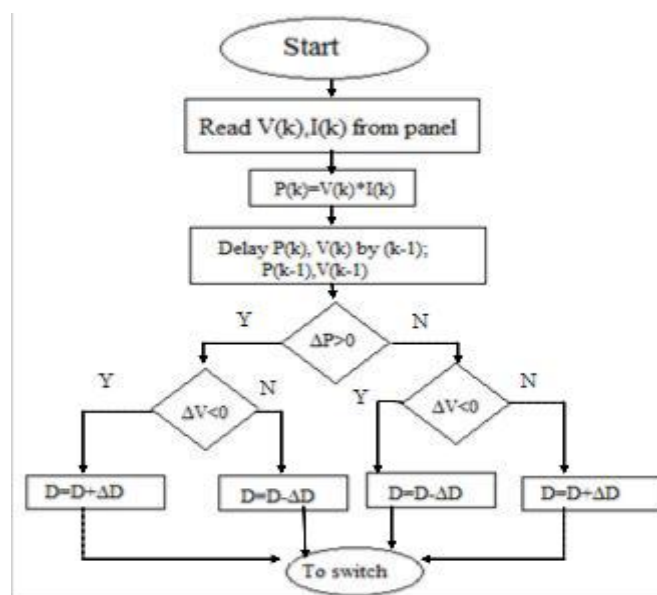 Start
Read V(k),I(k) from panel
P(k)=V(k)*I(k)
Delay P(k), V(k) by (k-1);
P(k-1),V(k-1)
Y
N
ΔP>0
Y
N
Y
N
ΔV<0
ΔV<0
D=D+ΔD
D=D-ΔD
D=D-ΔD
D=D+ΔD
To switch